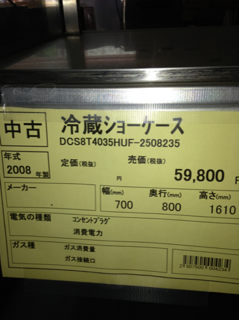 中古
冷蔵ショーケース
DCS8T4035HUF-2508235
年式
2008 年製
定価(税抜)
円
売価(税抜)
59,800 円
メーカー
幅(mm)
奥行(mm)
高さ(mm)
700
800
1610
電気の種類
コンセントプラグ
消費電力
ガス種
ガス消費量
ガス接続口